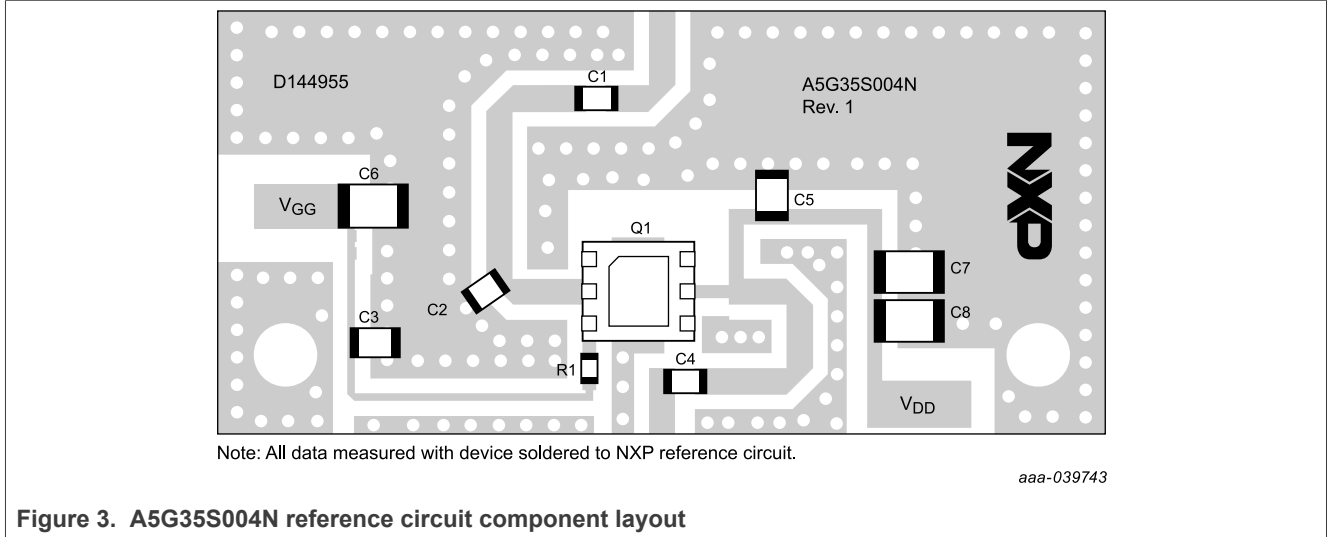 D144955
C1
A5G35S004N
Rev. 1
NXP
C6
VGG
C5
Q1
C7
C2
C8
C3
C4
R1
VDD
Note: All data measured with device soldered to NXP reference circuit.
aaa-039743
Figure 3. A5G35S004N reference circuit component layout